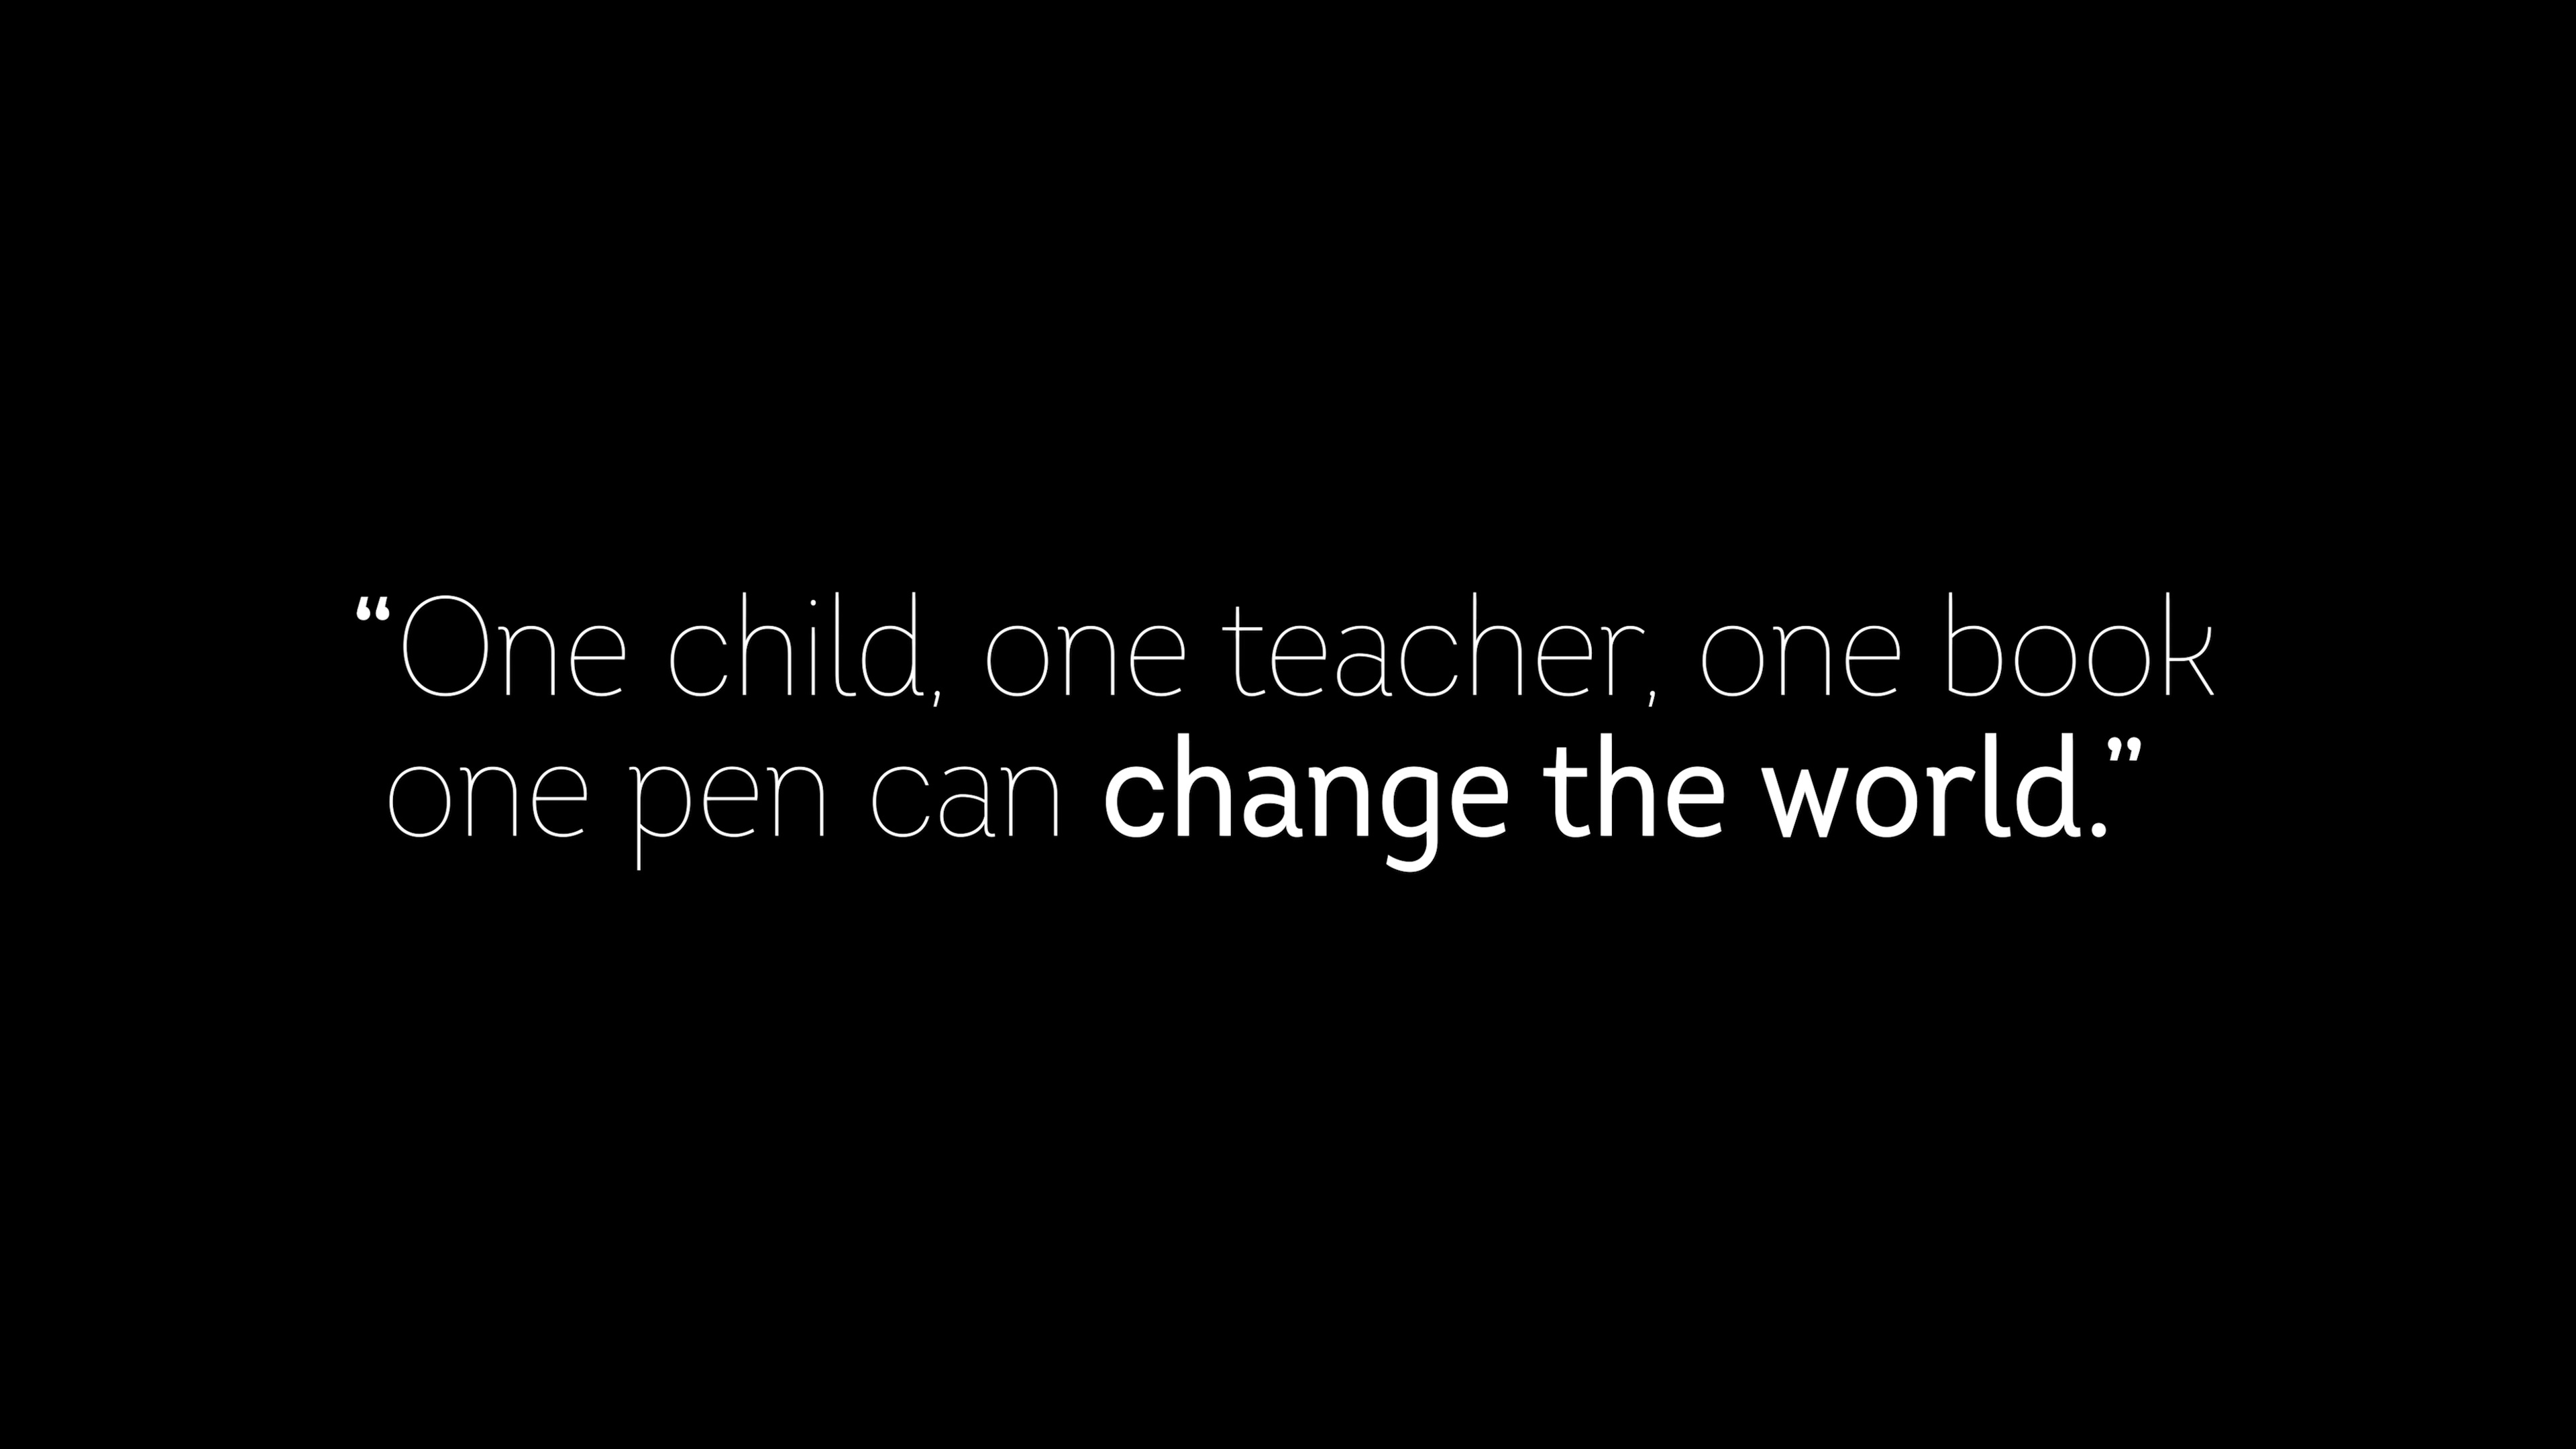 “One child, one teacher, one book
one pen can change the world.”